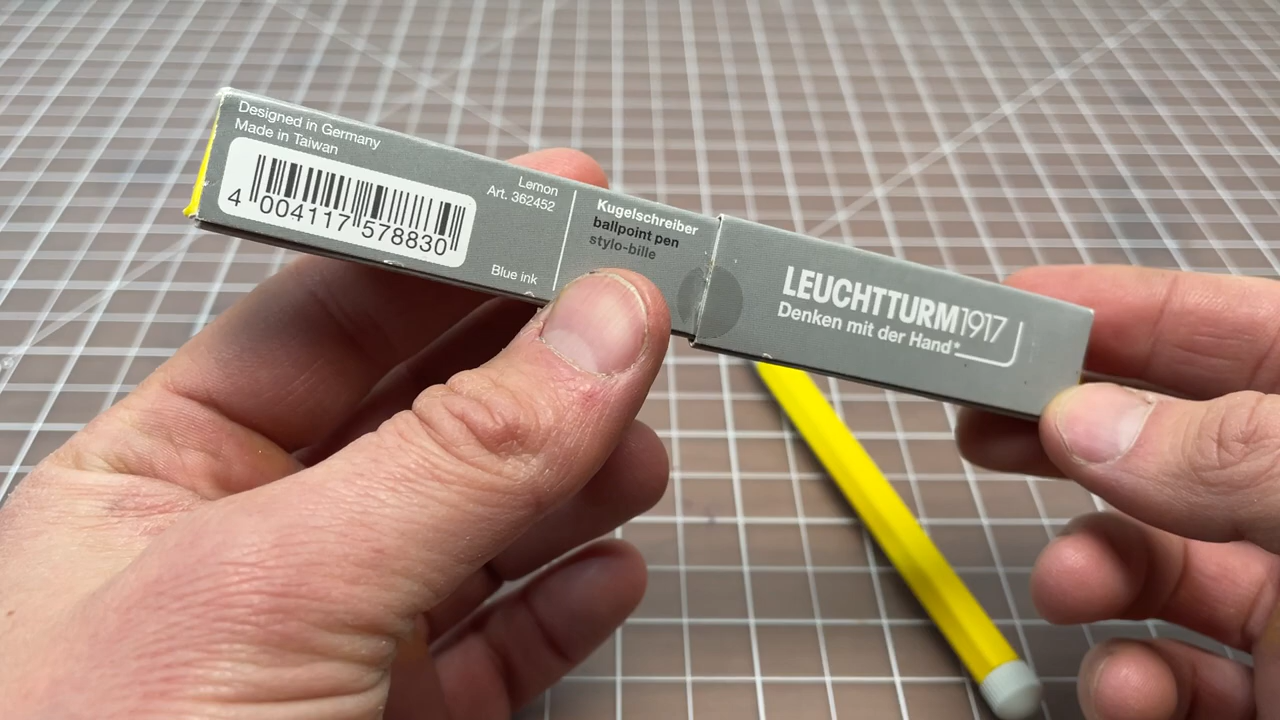 Designed in Germany
Made in Taiwan
4 004117 578830
Lemon
Art. 362452
Blue ink
Kugelschreiber
ballpoint pen
stylo-bille
LEUCHTTURM1917
Denken mit der Hand*